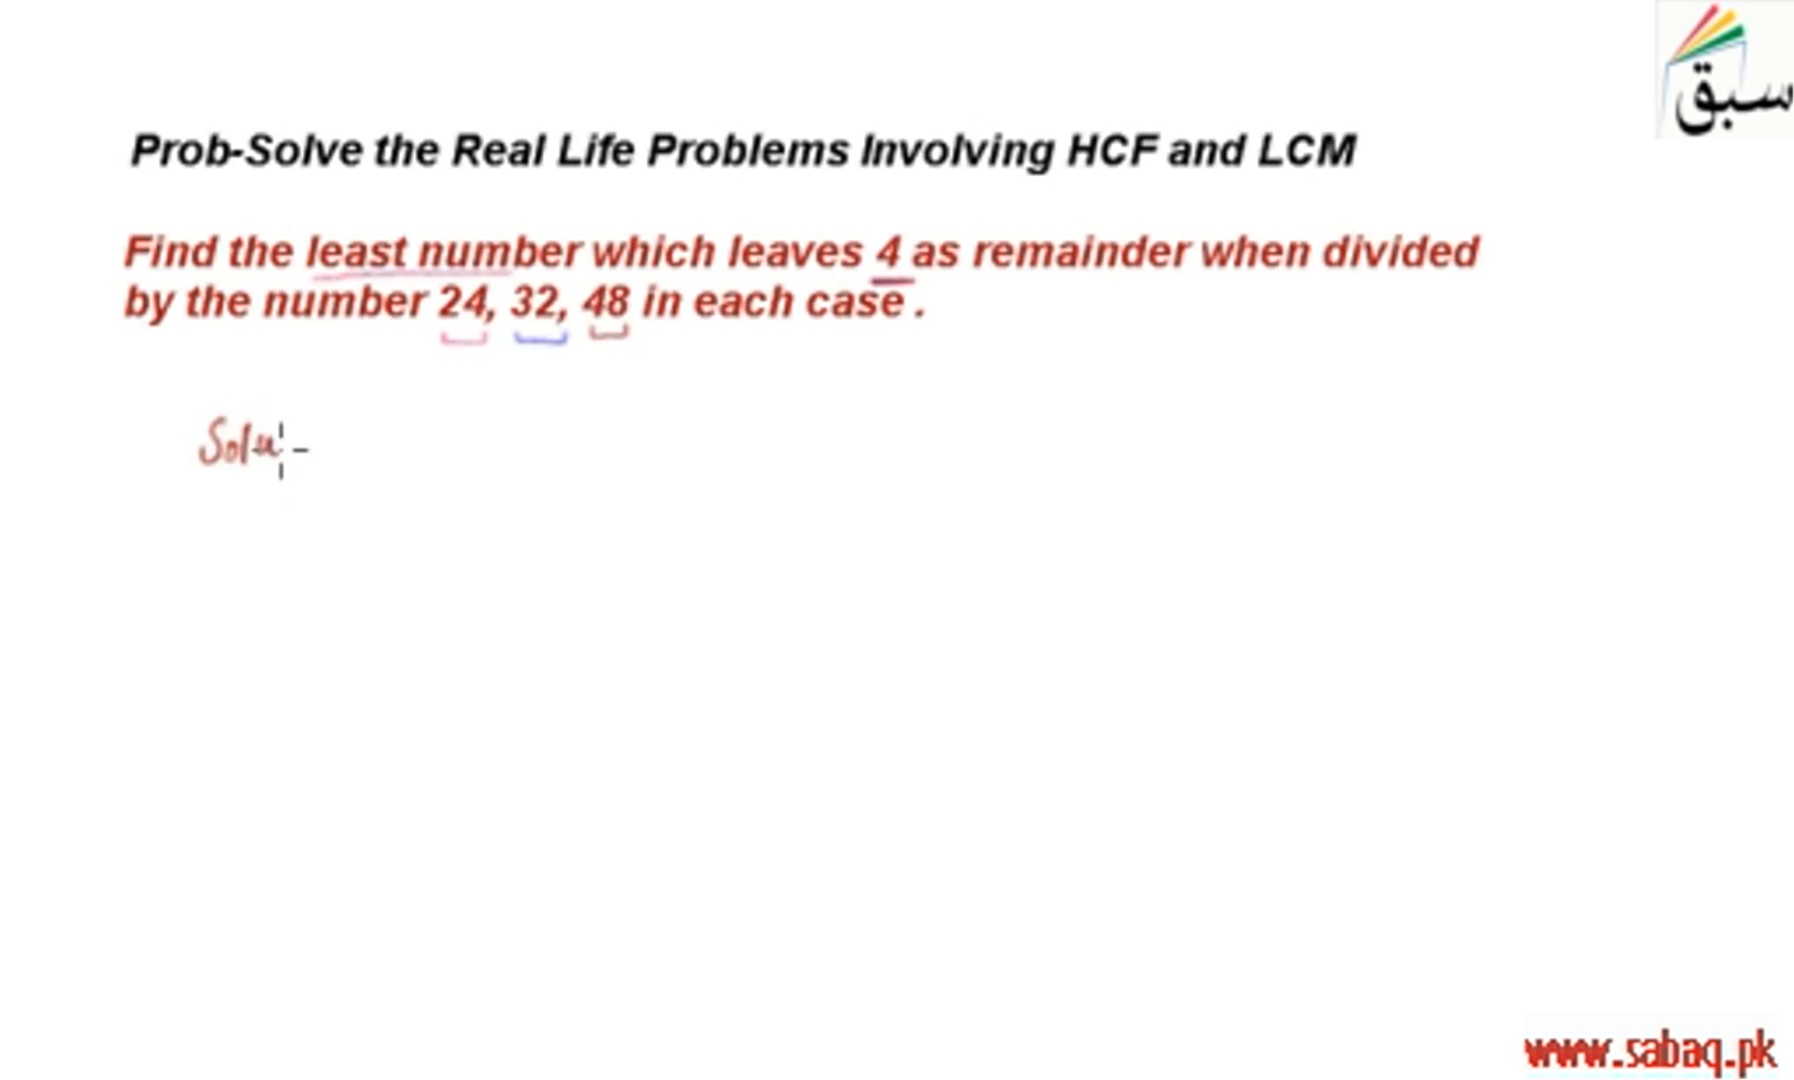 سبق
Prob-Solve the Real Life Problems Involving HCF and LCM
Find the least number which leaves 4 as remainder when divided
by the number 24, 32, 48 in each case .
Solu:-
www.sabaq.pk